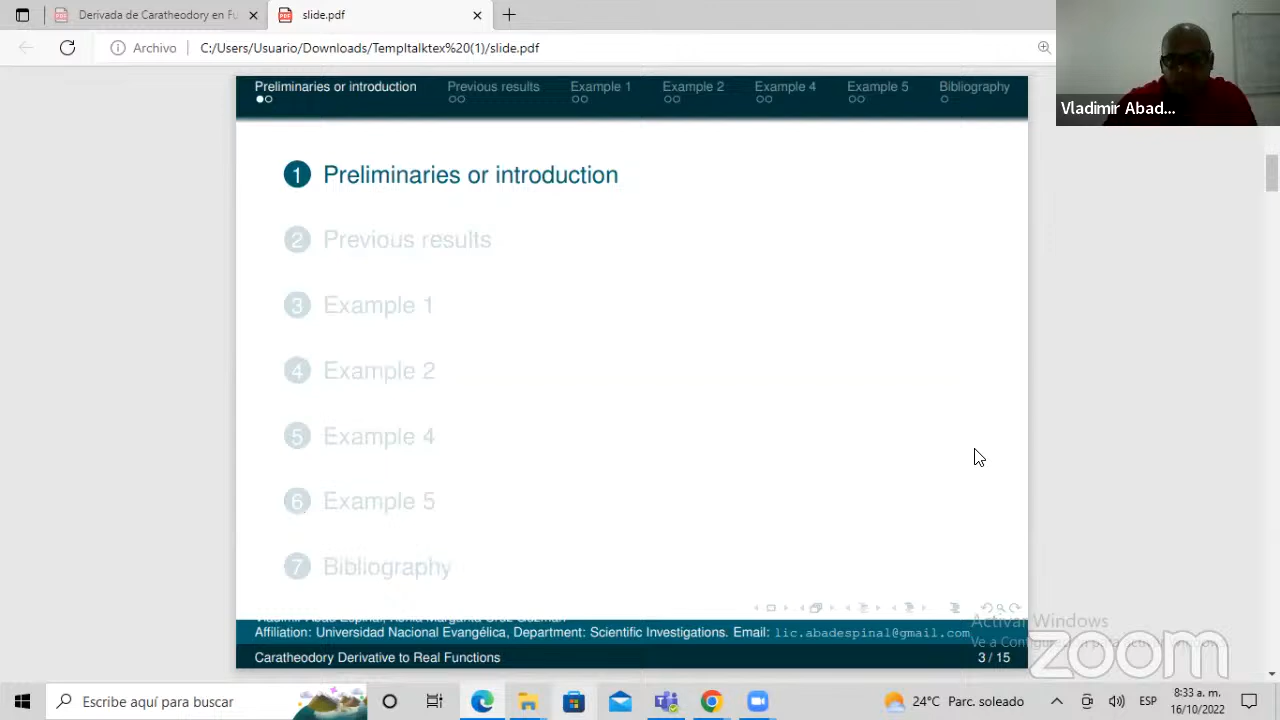 Derivada de Caratheodory en Fu
slide.pdf
Archivo
C:/Users/Usuario/Downloads/Templtalktex%20(1)/slide.pdf
Vladimir Abad...
Preliminaries or introduction
Previous results
Example 1
Example 2
Example 4
Example 5
Bibliography
1 Preliminaries or introduction
2 Previous results
3 Example 1
4 Example 2
5 Example 4
6 Example 5
7 Bibliography
Affiliation: Universidad Nacional Evangélica, Department: Scientific Investigations. Email: lic.abadespinal@gmail.com
Caratheodory Derivative to Real Functions
3 / 15
Activar Windows
Ve a Config
zoom
Escribe aquí para buscar
24°C Parc. soleado
ESP
8:33 a. m.
16/10/2022